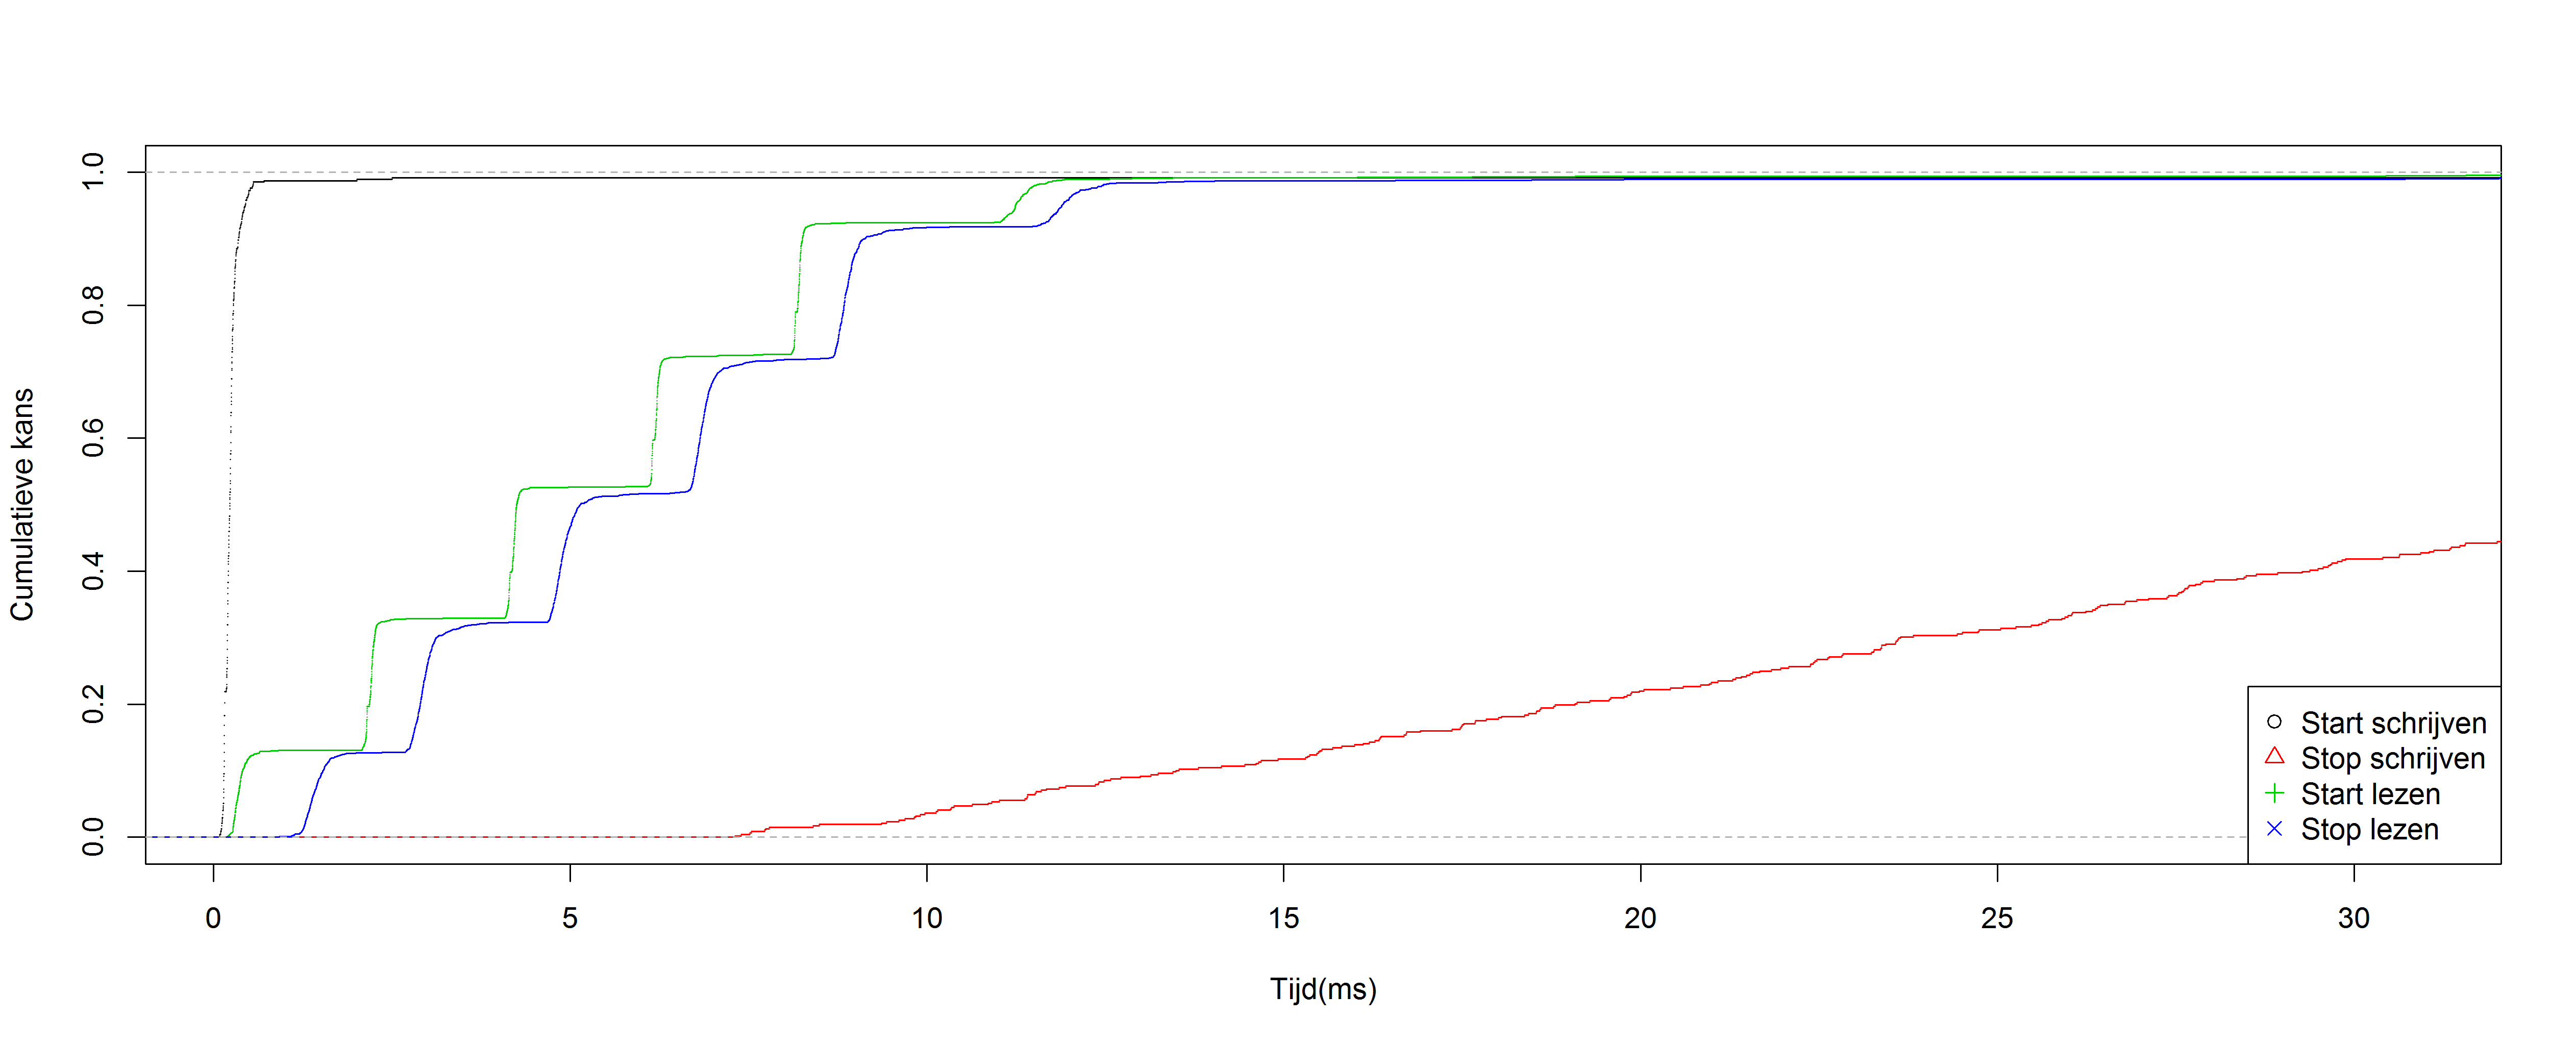 Cumulatieve kans
1.0
0.8
0.6
0.4
0.2
0.0
0 5 10 15 20 25 30
Tijd(ms)
Start schrijven
Stop schrijven
Start lezen
Stop lezen